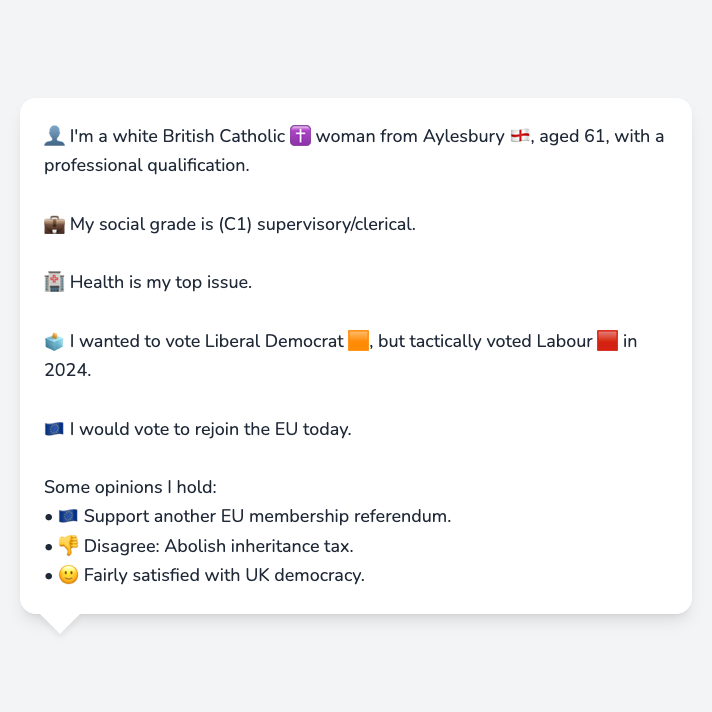 👤 I'm a white British Catholic ✝️ woman from Aylesbury 🏴󠁧󠁢󠁥󠁮󠁧󠁿, aged 61, with a
professional qualification.
💼 My social grade is (C1) supervisory/clerical.
🏥 Health is my top issue.
🗳️ I wanted to vote Liberal Democrat 🟧, but tactically voted Labour 🟥 in
2024.
🇪🇺 I would vote to rejoin the EU today.
Some opinions I hold:
• 🇪🇺 Support another EU membership referendum.
• 👎 Disagree: Abolish inheritance tax.
• 🙂 Fairly satisfied with UK democracy.